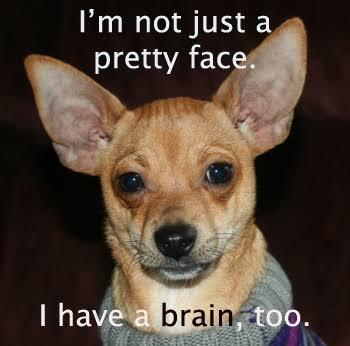 I'm not just a
pretty face.
I have a brain, too.